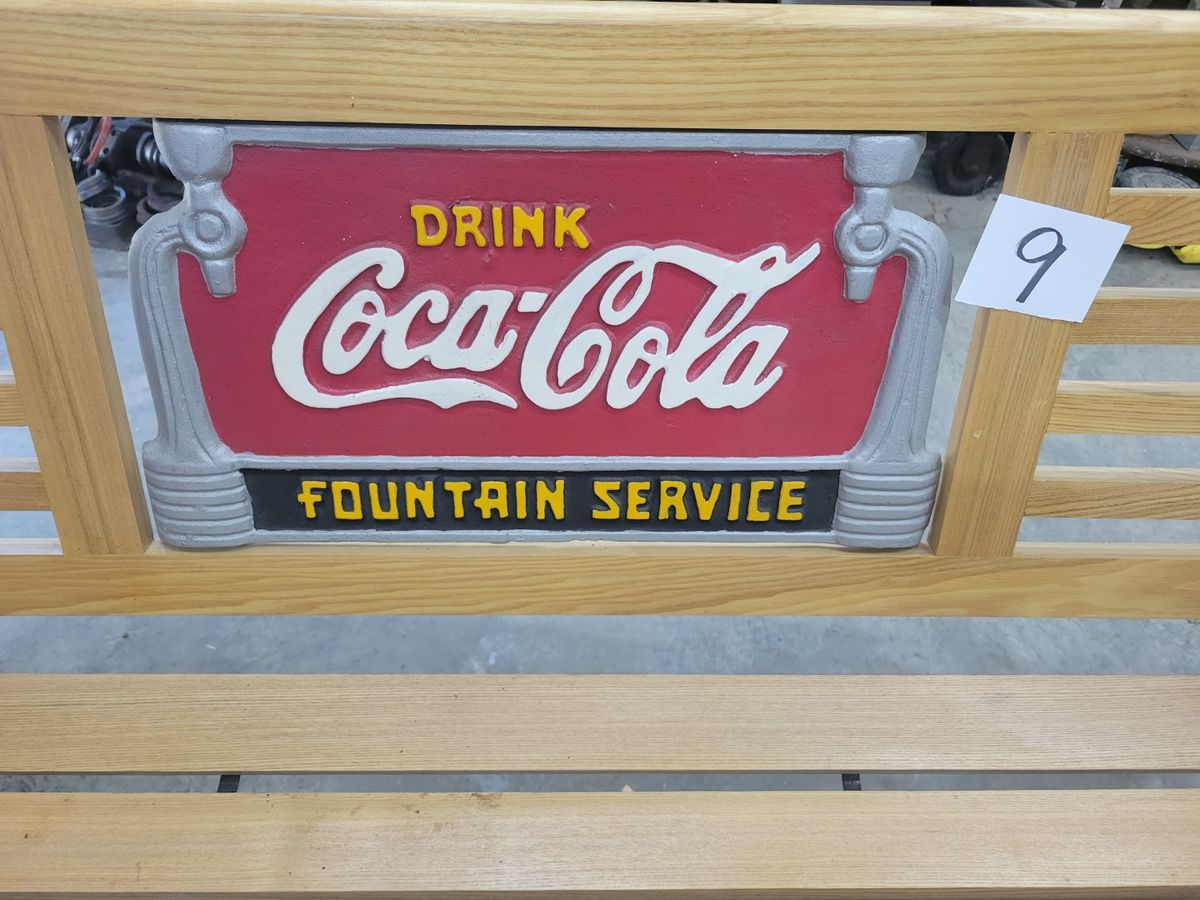 DRINK
Coca-Cola
FOUNTAIN SERVICE
9